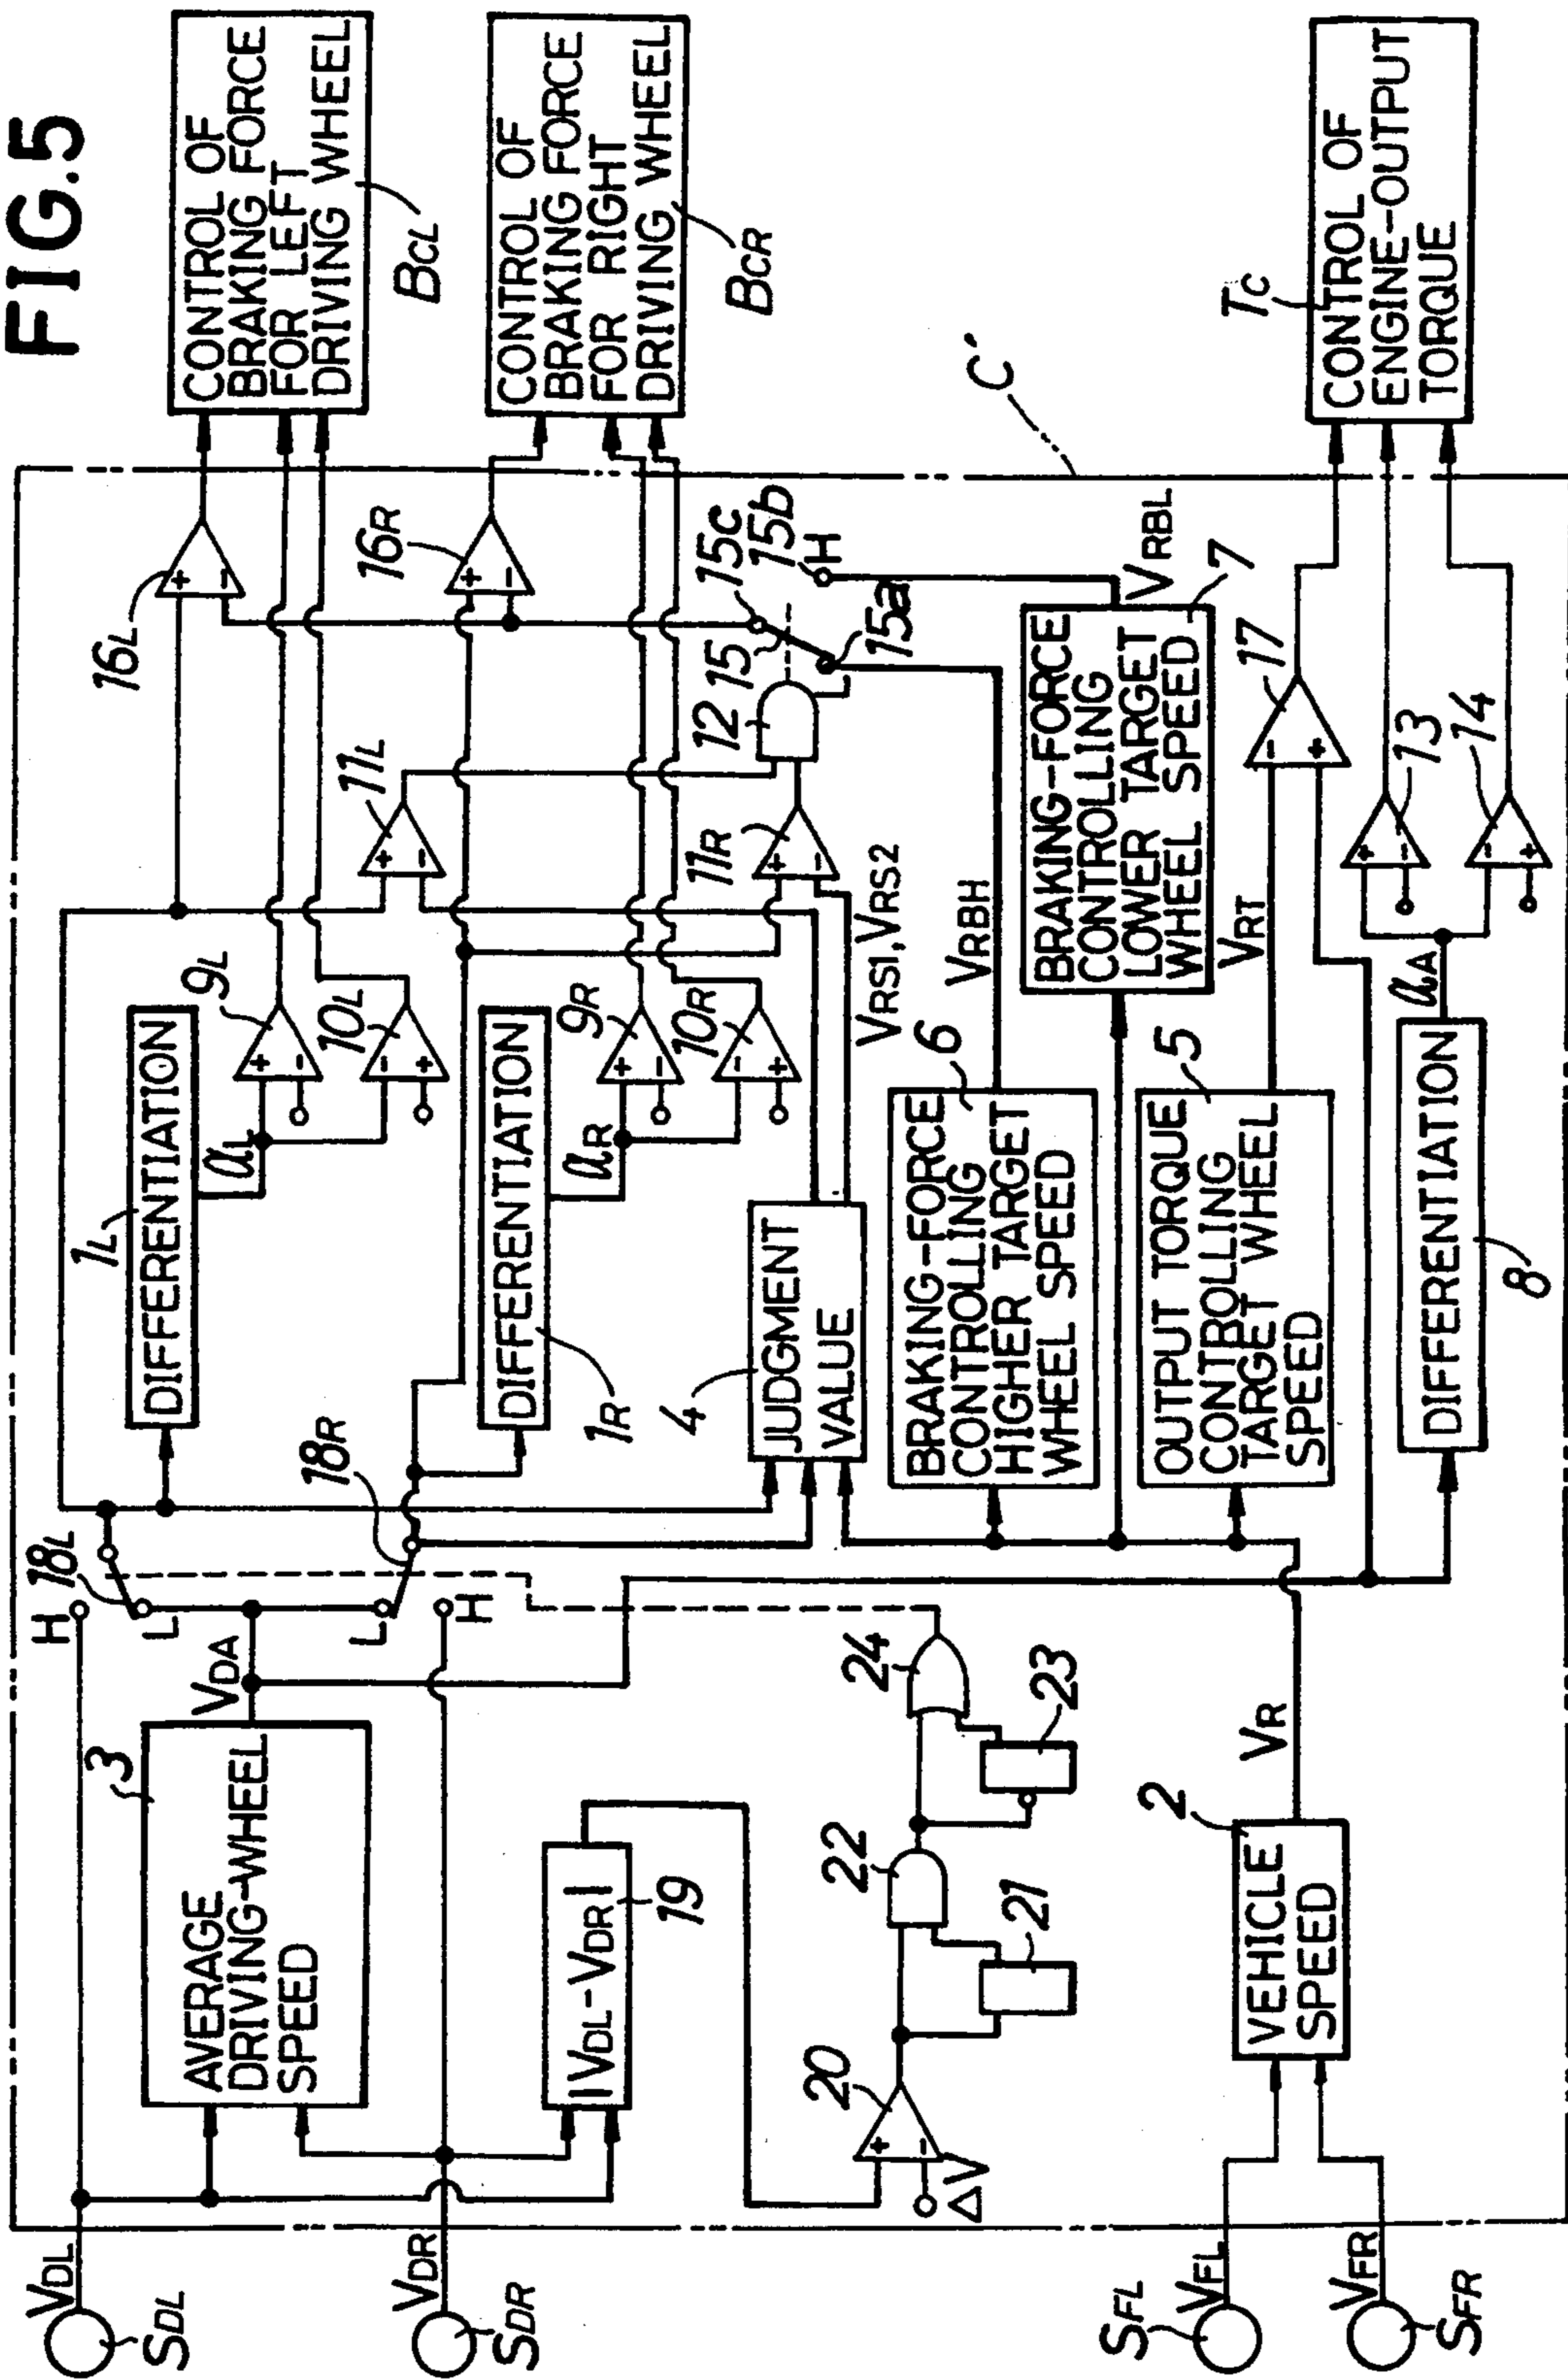 FIG.5
VDL
SDL
VDR
SDR
SFL
VFL
VFR
SFR
3
AVERAGE
DRIVING-WHEEL
SPEED
VDA
H
18L
L
L
H
18R
|VDL-VDR|
19
20
+
-
ΔV
21
22
23
24
2
VEHICLE
SPEED
VR
1L
DIFFERENTIATION
αL
9L
+
-
10L
-
+
1R
DIFFERENTIATION
αR
9R
+
-
10R
-
+
4
JUDGMENT
VALUE
VRS1,VRS2
6
BRAKING-FORCE
CONTROLLING
HIGHER TARGET
WHEEL SPEED
VRBH
5
OUTPUT TORQUE
CONTROLLING
TARGET WHEEL
SPEED
VRT
DIFFERENTIATION
8
αA
11L
+
-
11R
+
-
12
15
15c
15b
H
15a
L
BRAKING-FORCE
CONTROLLING
LOWER TARGET
WHEEL SPEED
7
VRBL
16L
+
-
16R
+
-
17
-
+
13
+
-
14
-
+
C'
CONTROL OF
BRAKING FORCE
FOR LEFT
DRIVING WHEEL
BCL
CONTROL OF
BRAKING FORCE
FOR RIGHT
DRIVING WHEEL
BCR
TC
CONTROL OF
ENGINE-OUTPUT
TORQUE